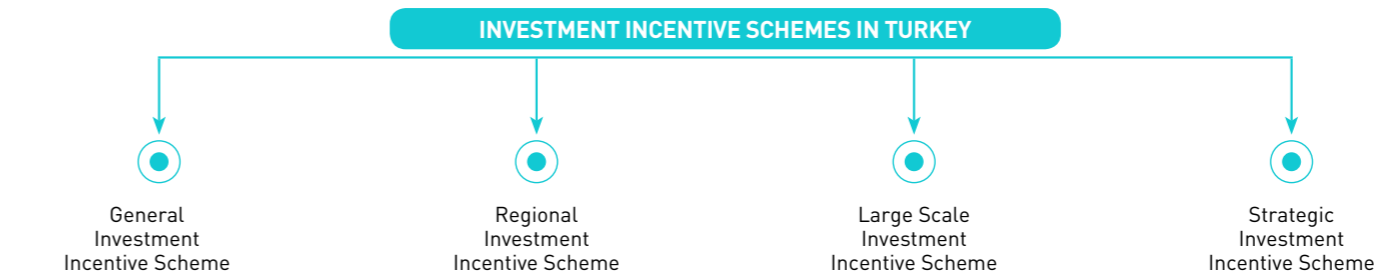 INVESTMENT INCENTIVE SCHEMES IN TURKEY
General
Investment
Incentive Scheme
Regional
Investment
Incentive Scheme
Large Scale
Investment
Incentive Scheme
Strategic
Investment
Incentive Scheme